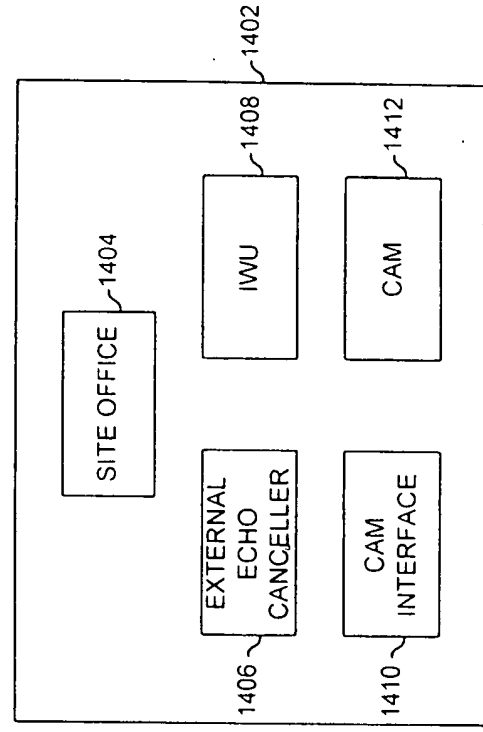 1402
SITE OFFICE
1404
EXTERNAL
ECHO
CANCELLER
1406
IWU
1408
CAM
INTERFACE
1410
CAM
1412